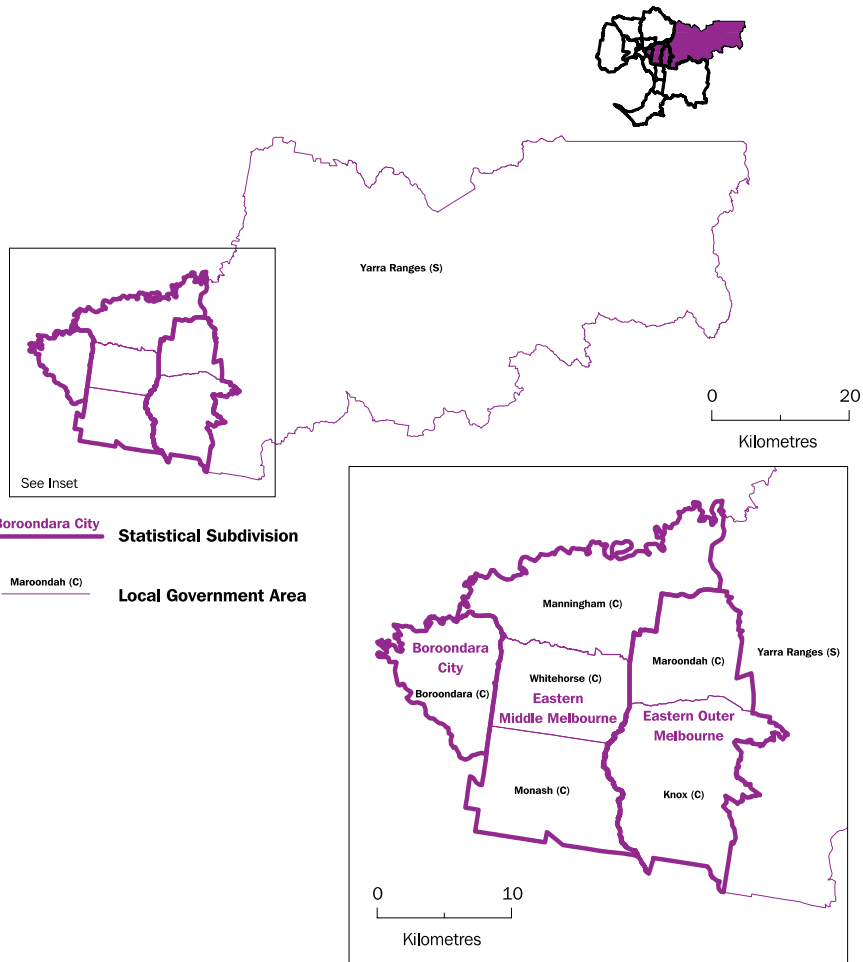 Yarra Ranges (S)
0 20
Kilometres
See Inset
Boroondara City
Statistical Subdivision
Maroondah (C)
Local Government Area
Manningham (C)
Boroondara
City
Boroondara (C)
Whitehorse (C)
Eastern
Middle Melbourne
Maroondah (C)
Yarra Ranges (S)
Eastern Outer
Melbourne
Monash (C)
Knox (C)
0 10
Kilometres